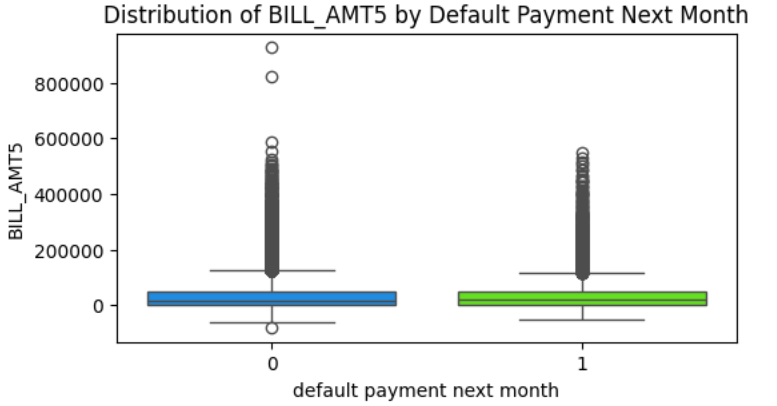 Distribution of BILL_AMT5 by Default Payment Next Month
800000
600000
400000
200000
0
BILL_AMT5
0 1
default payment next month